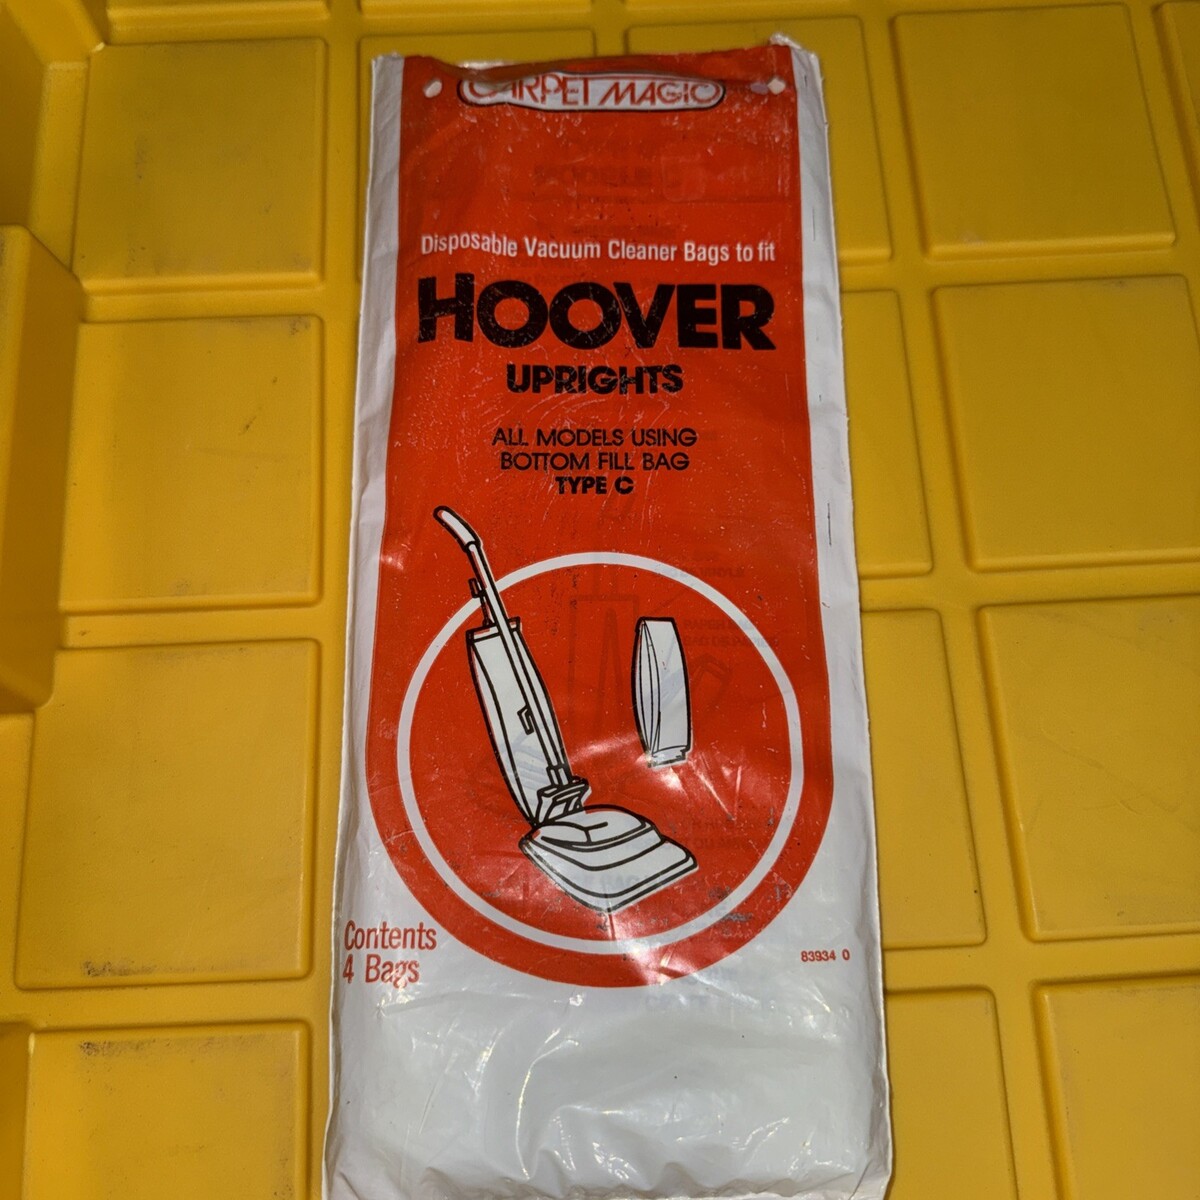 CARPET MAGIC
Disposable Vacuum Cleaner Bags to fit
HOOVER
UPRIGHTS
ALL MODELS USING
BOTTOM FILL BAG
TYPE C
Contents
4 Bags
83934 0